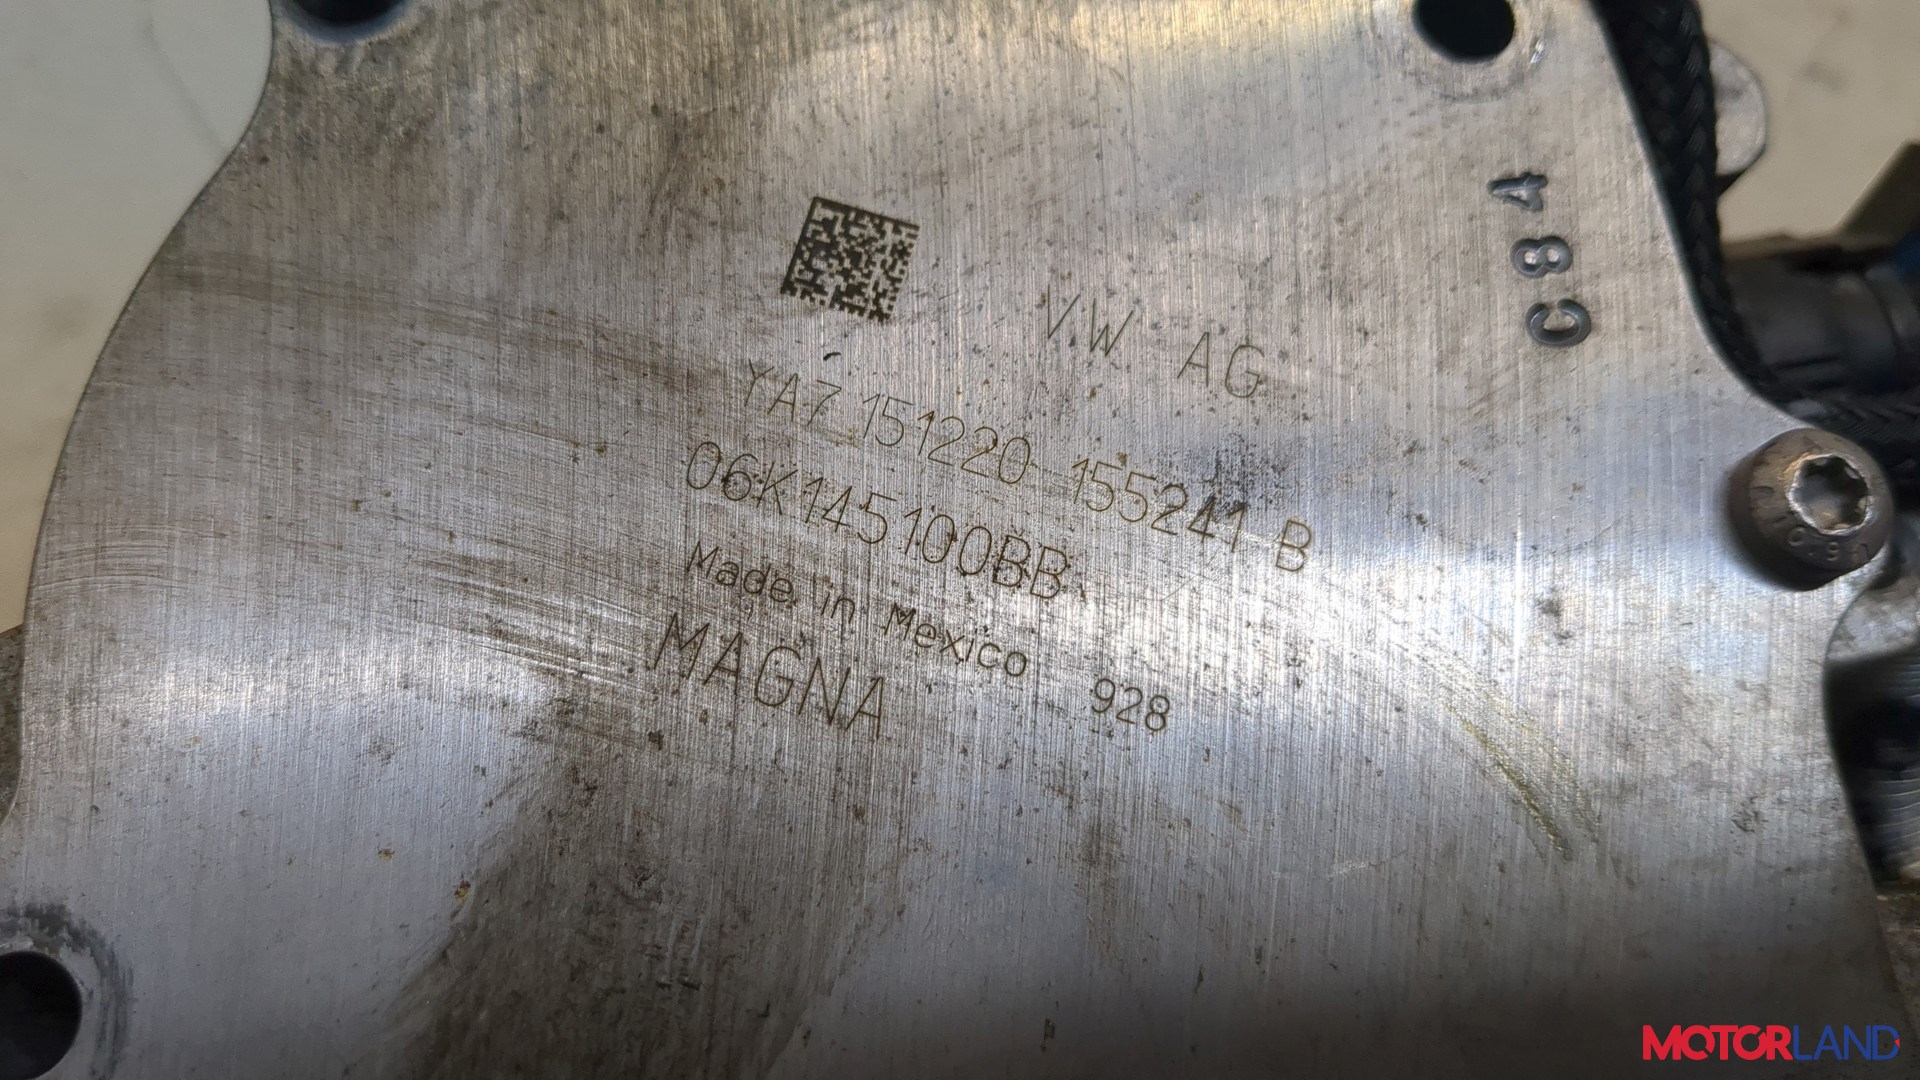 C84
VW AG
YA7 151220 155241 B
06K145100BB
Made in Mexico 928
MAGNA
MOTORLAND